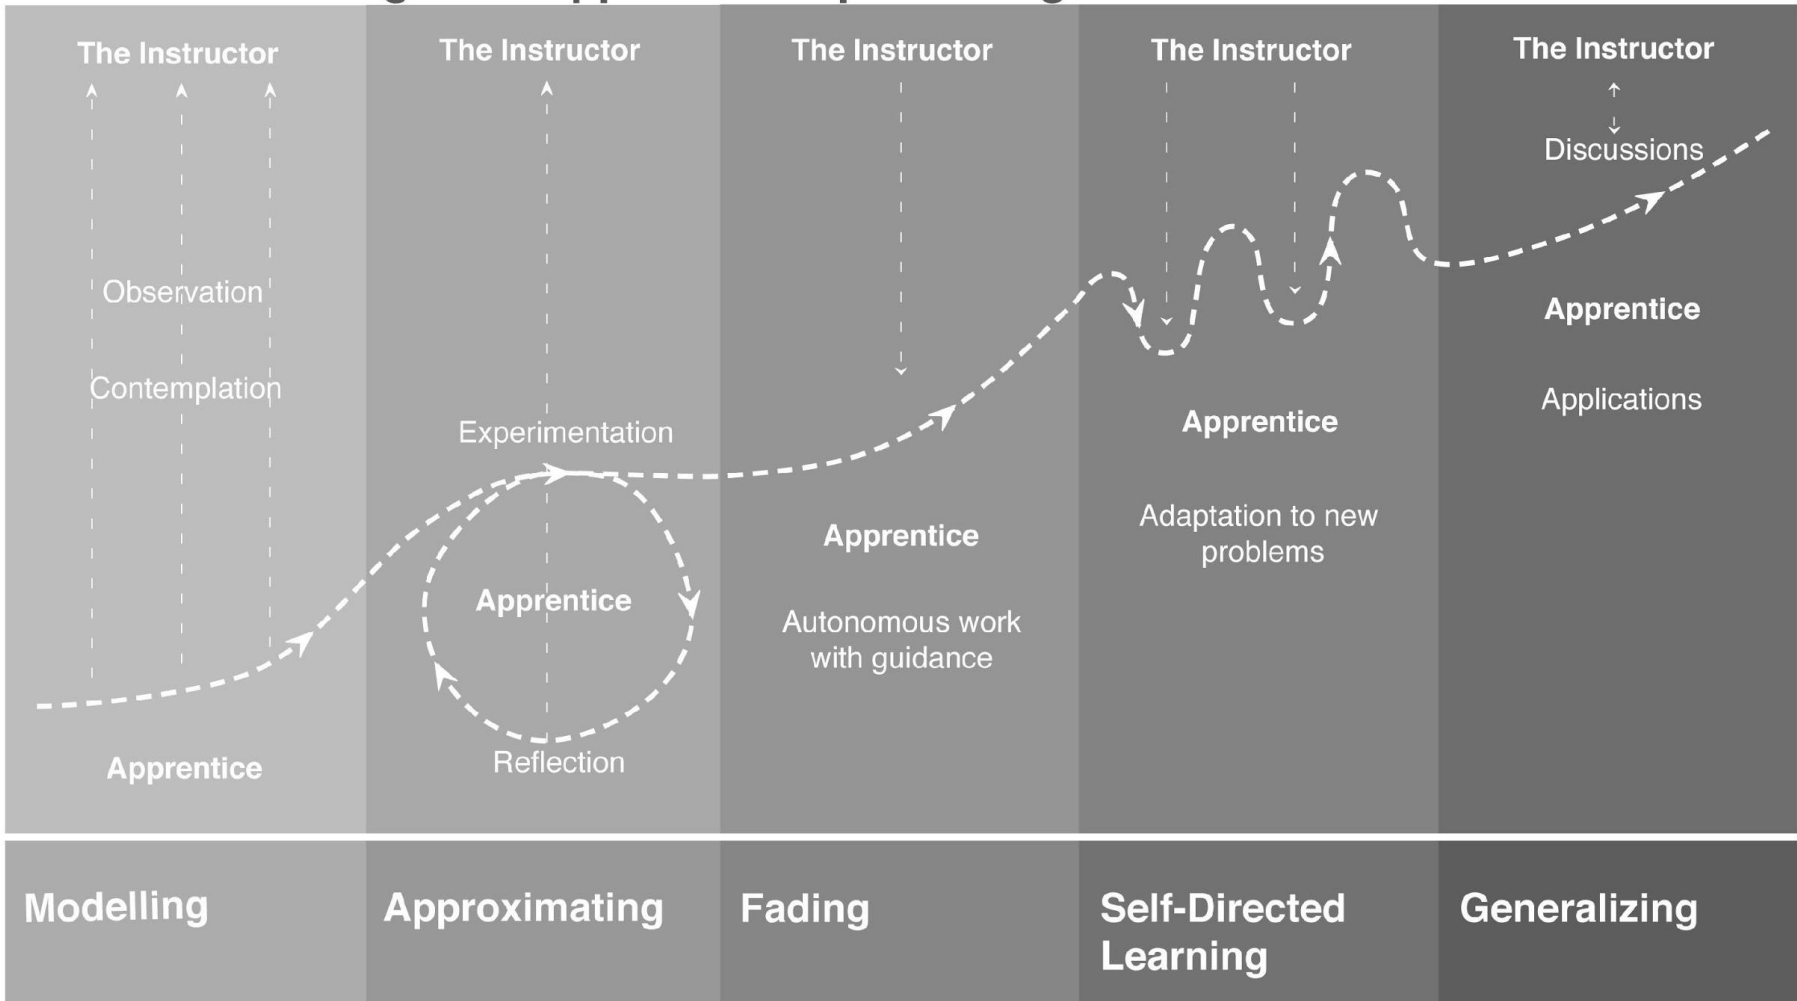 The Instructor
Observation
Contemplation
Apprentice
The Instructor
Experimentation
Apprentice
Reflection
The Instructor
Apprentice
Autonomous work
with guidance
The Instructor
Apprentice
Adaptation to new
problems
The Instructor
Discussions
Apprentice
Applications
Modelling
Approximating
Fading
Self-Directed
Learning
Generalizing